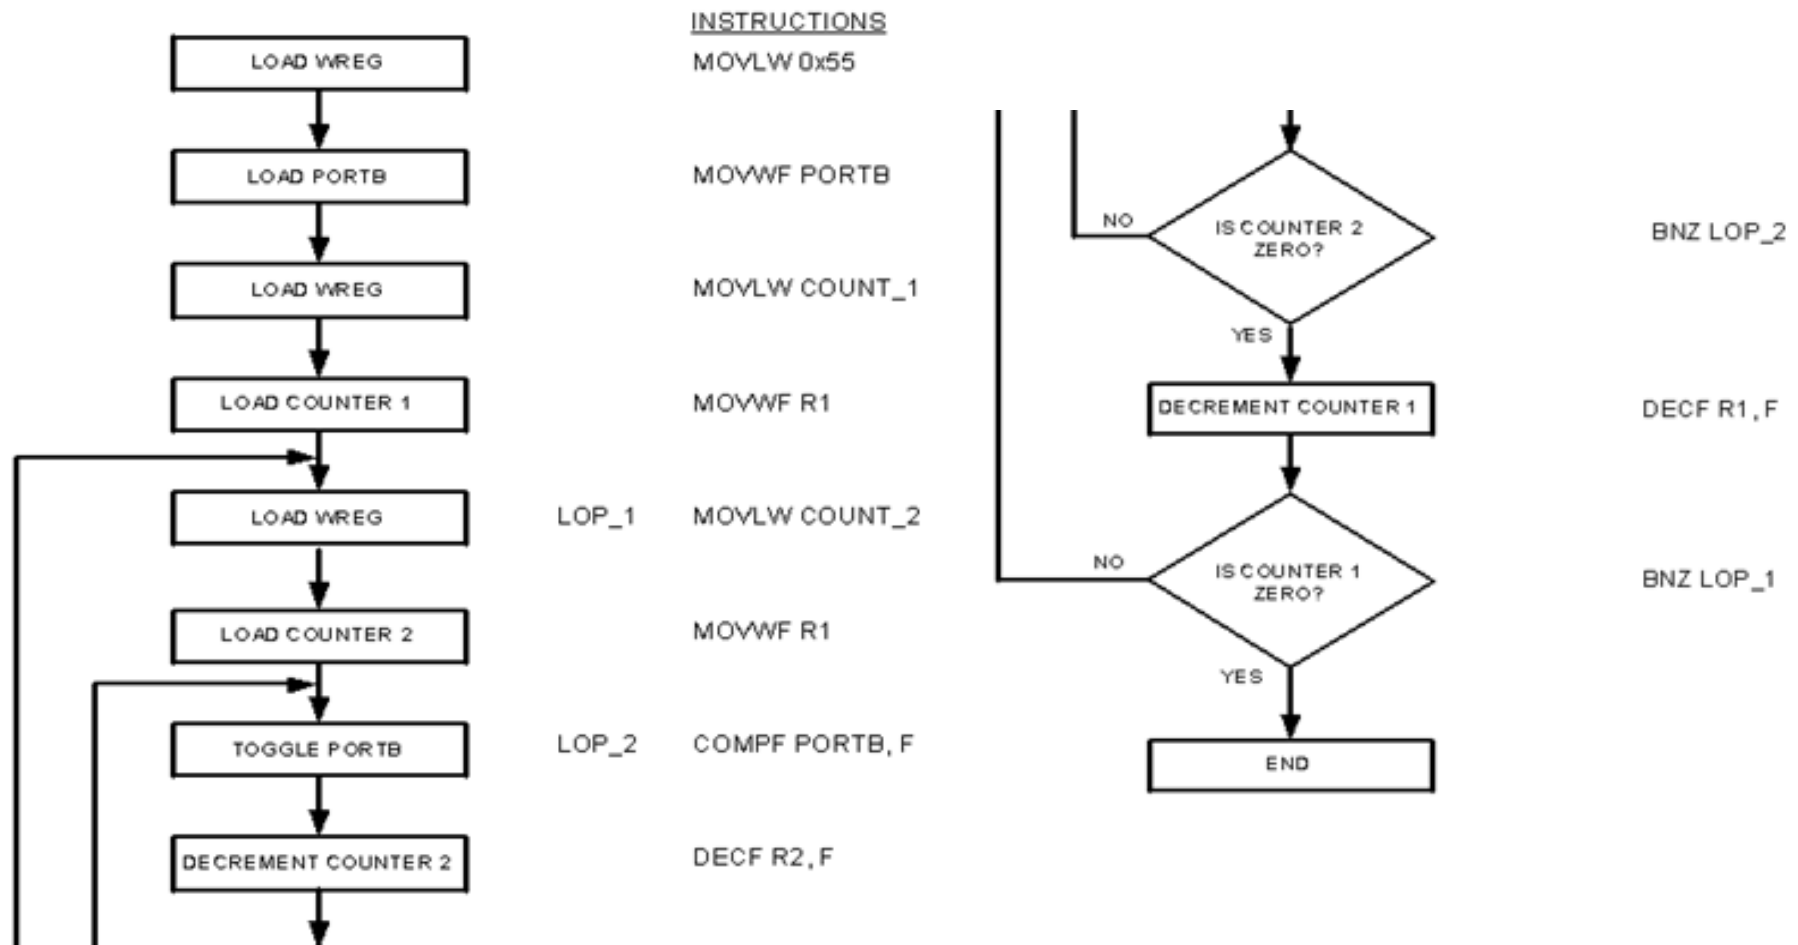 INSTRUCTIONS
LOAD WREG
MOVLW 0x55
LOAD PORTB
MOVWF PORTB
LOAD WREG
MOVLW COUNT_1
LOAD COUNTER 1
MOVWF R1
LOAD WREG
LOP_1 MOVLW COUNT_2
LOAD COUNTER 2
MOVWF R1
TOGGLE PORTB
LOP_2 COMPF PORTB, F
DECREMENT COUNTER 2
DECF R2, F
NO
IS COUNTER 2
ZERO?
BNZ LOP_2
YES
DECREMENT COUNTER 1
DECF R1, F
NO
IS COUNTER 1
ZERO?
BNZ LOP_1
YES
END